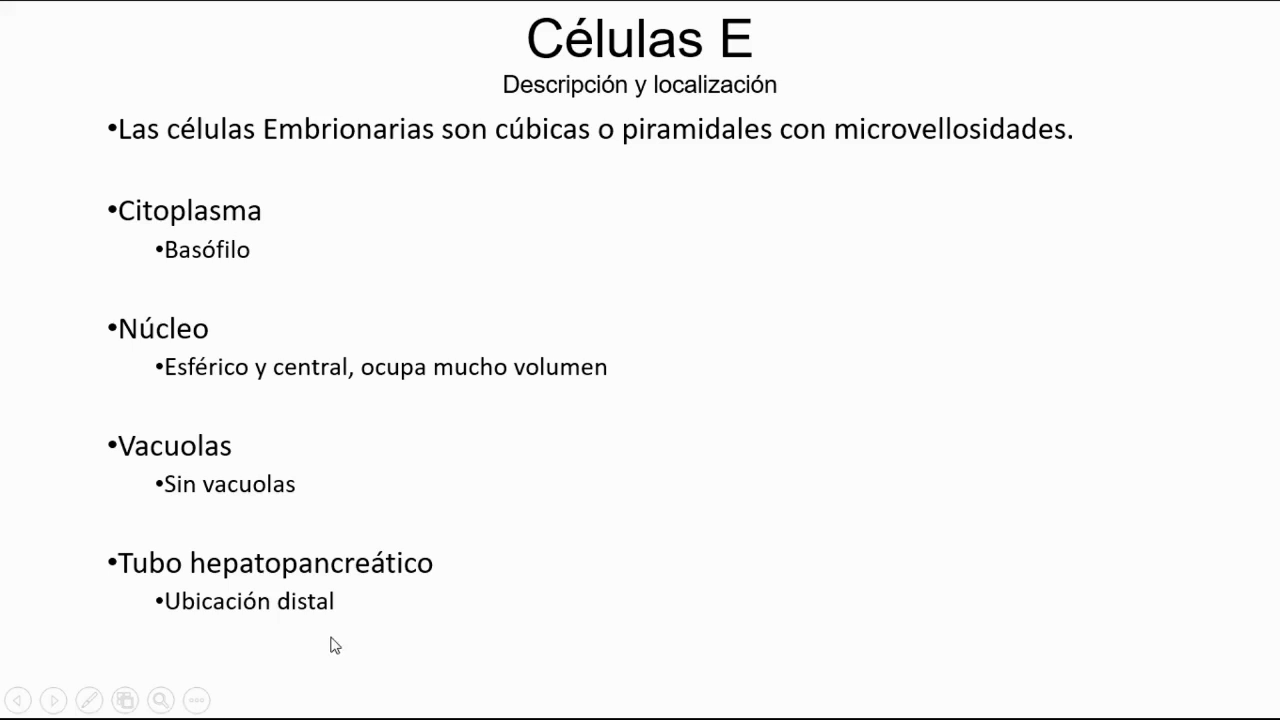 Células E
Descripción y localización
•Las células Embrionarias son cúbicas o piramidales con microvellosidades.
•Citoplasma
•Basófilo
•Núcleo
•Esférico y central, ocupa mucho volumen
•Vacuolas
•Sin vacuolas
•Tubo hepatopancreático
•Ubicación distal